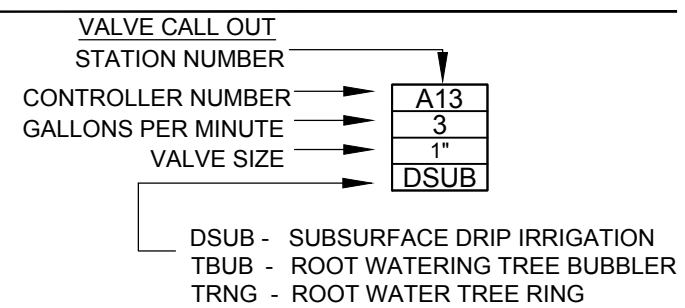 VALVE CALL OUT
STATION NUMBER
CONTROLLER NUMBER
A13
GALLONS PER MINUTE
3
VALVE SIZE
1"
DSUB
DSUB - SUBSURFACE DRIP IRRIGATION
TBUB - ROOT WATERING TREE BUBBLER
TRNG - ROOT WATER TREE RING